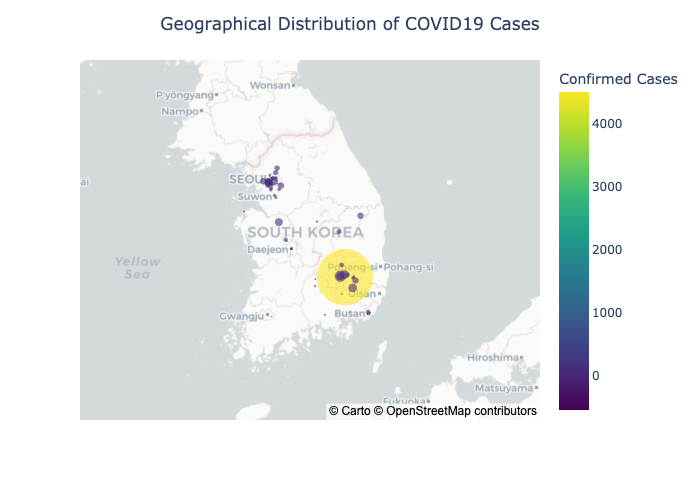 Geographical Distribution of COVID19 Cases
Confirmed Cases
4000
3000
2000
1000
0
Wonsan
P'yŏngyang
Nampo
ai
SEOUL
Suwon
SOUTH KOREA
Daejeon
Yellow
Sea
Pohang-si Pohang-si
Ulsan
Gwangju
Busan
Hiroshima
Matsuyama
Fukuoka
© Carto © OpenStreetMap contributors